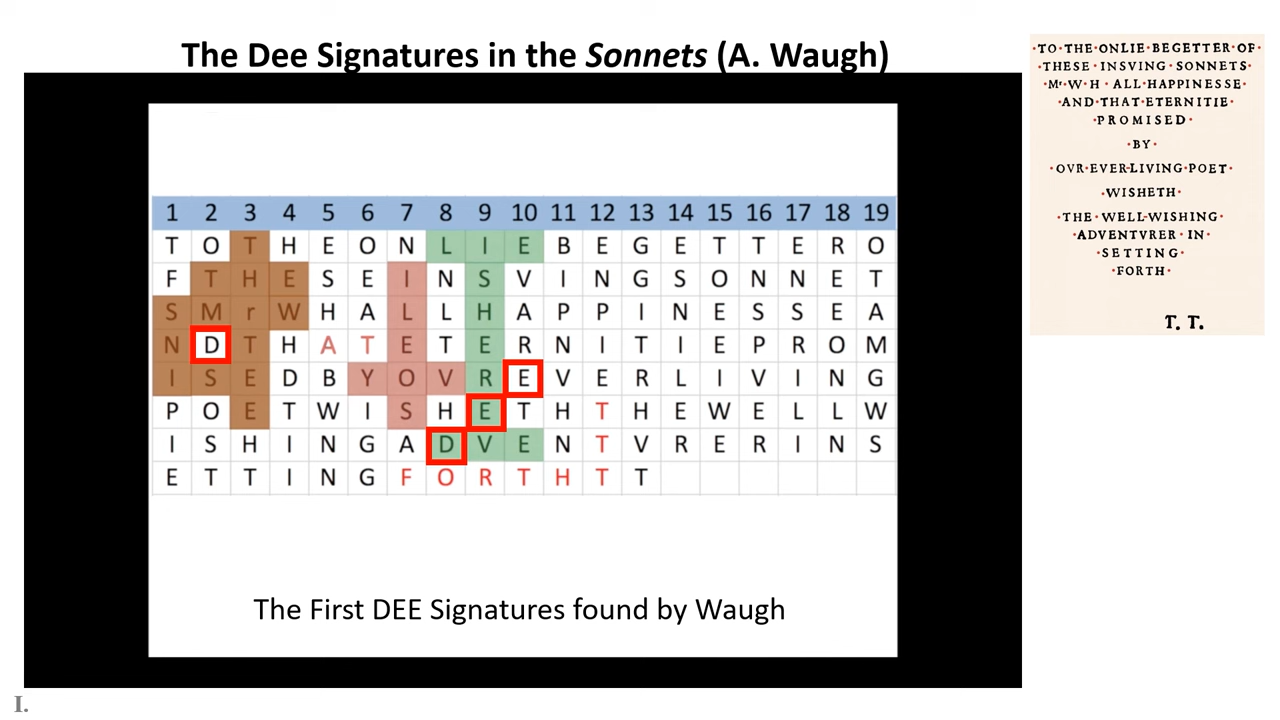 The Dee Signatures in the Sonnets (A. Waugh)
1 2 3 4 5 6 7 8 9 10 11 12 13 14 15 16 17 18 19
T O T H E O N L I E B E G E T T E R O
F T H E S E I N S V I N G S O N N E T
S M r W H A L L H A P P I N E S S E A
N D T H A T E T E R N I T I E P R O M
I S E D B Y O V R E V E R L I V I N G
P O E T W I S H E T H T H E W E L L W
I S H I N G A D V E N T V R E R I N S
E T T I N G F O R T H T T
The First DEE Signatures found by Waugh
·TO·THE·ONLIE·BEGETTER·OF·
·THESE·INSVING·SONNETS·
·Mr·W·H·ALL·HAPPINESSE·
·AND·THAT·ETERNITIE·
·PROMISED·
·BY·
·OVR·EVER-LIVING·POET·
·WISHETH·
·THE·WELL-WISHING·
·ADVENTVRER·IN·
·SETTING·
·FORTH·
T. T.
I.